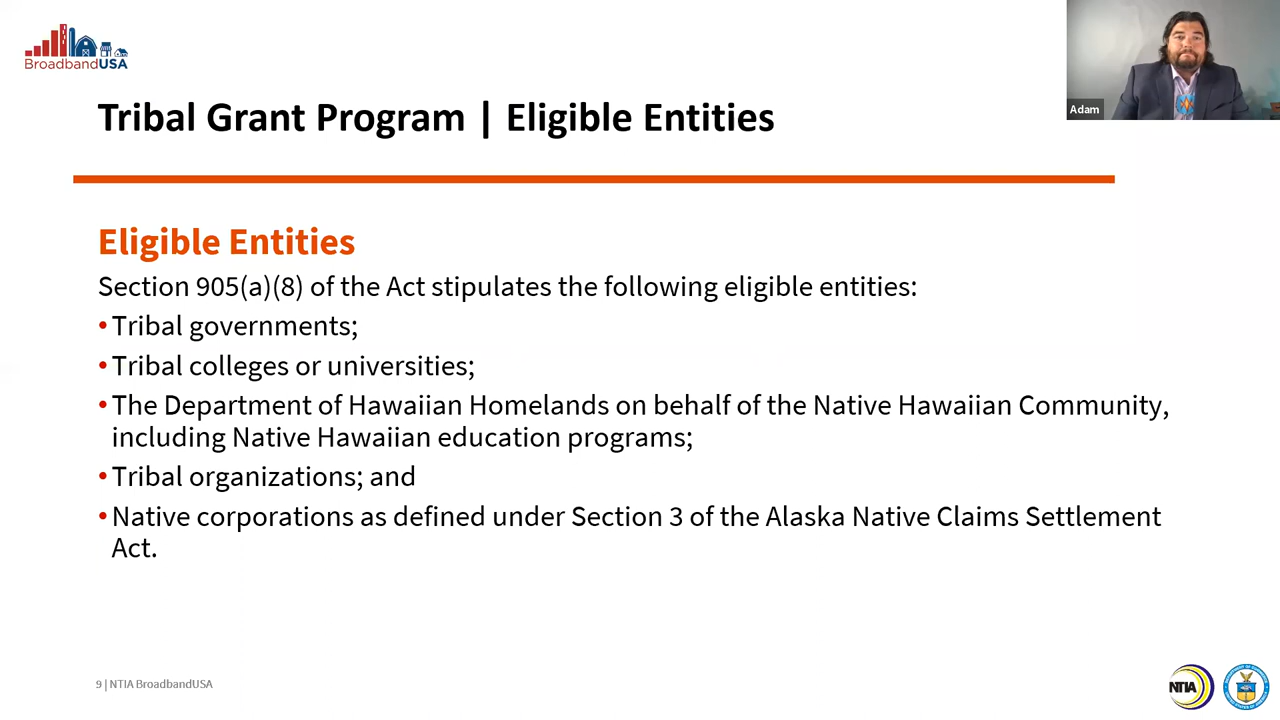 BroadbandUSA
Adam
Tribal Grant Program | Eligible Entities
Eligible Entities
Section 905(a)(8) of the Act stipulates the following eligible entities:
•Tribal governments;
•Tribal colleges or universities;
•The Department of Hawaiian Homelands on behalf of the Native Hawaiian Community,
including Native Hawaiian education programs;
•Tribal organizations; and
•Native corporations as defined under Section 3 of the Alaska Native Claims Settlement
Act.
9 | NTIA BroadbandUSA
NTIA